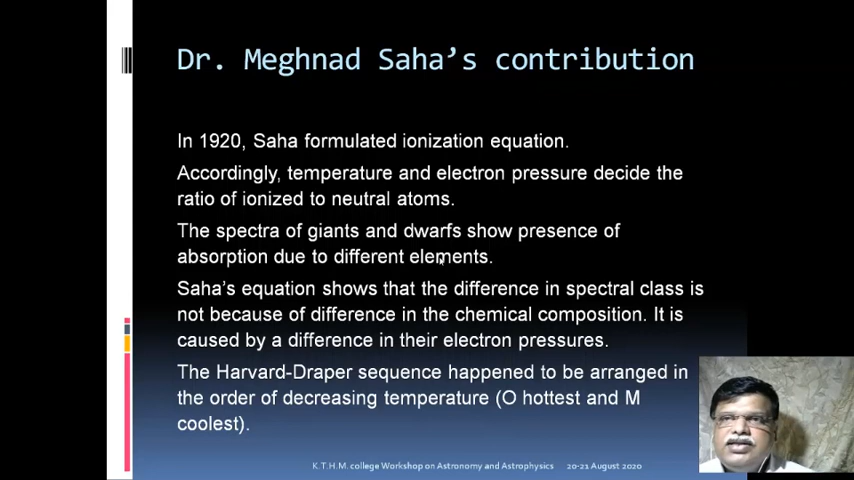 Dr. Meghnad Saha's contribution
In 1920, Saha formulated ionization equation.
Accordingly, temperature and electron pressure decide the
ratio of ionized to neutral atoms.
The spectra of giants and dwarfs show presence of
absorption due to different elements.
Saha's equation shows that the difference in spectral class is
not because of difference in the chemical composition. It is
caused by a difference in their electron pressures.
The Harvard-Draper sequence happened to be arranged in
the order of decreasing temperature (O hottest and M
coolest).
K.T.H.M. college Workshop on Astronomy and Astrophysics 20-21 August 2020